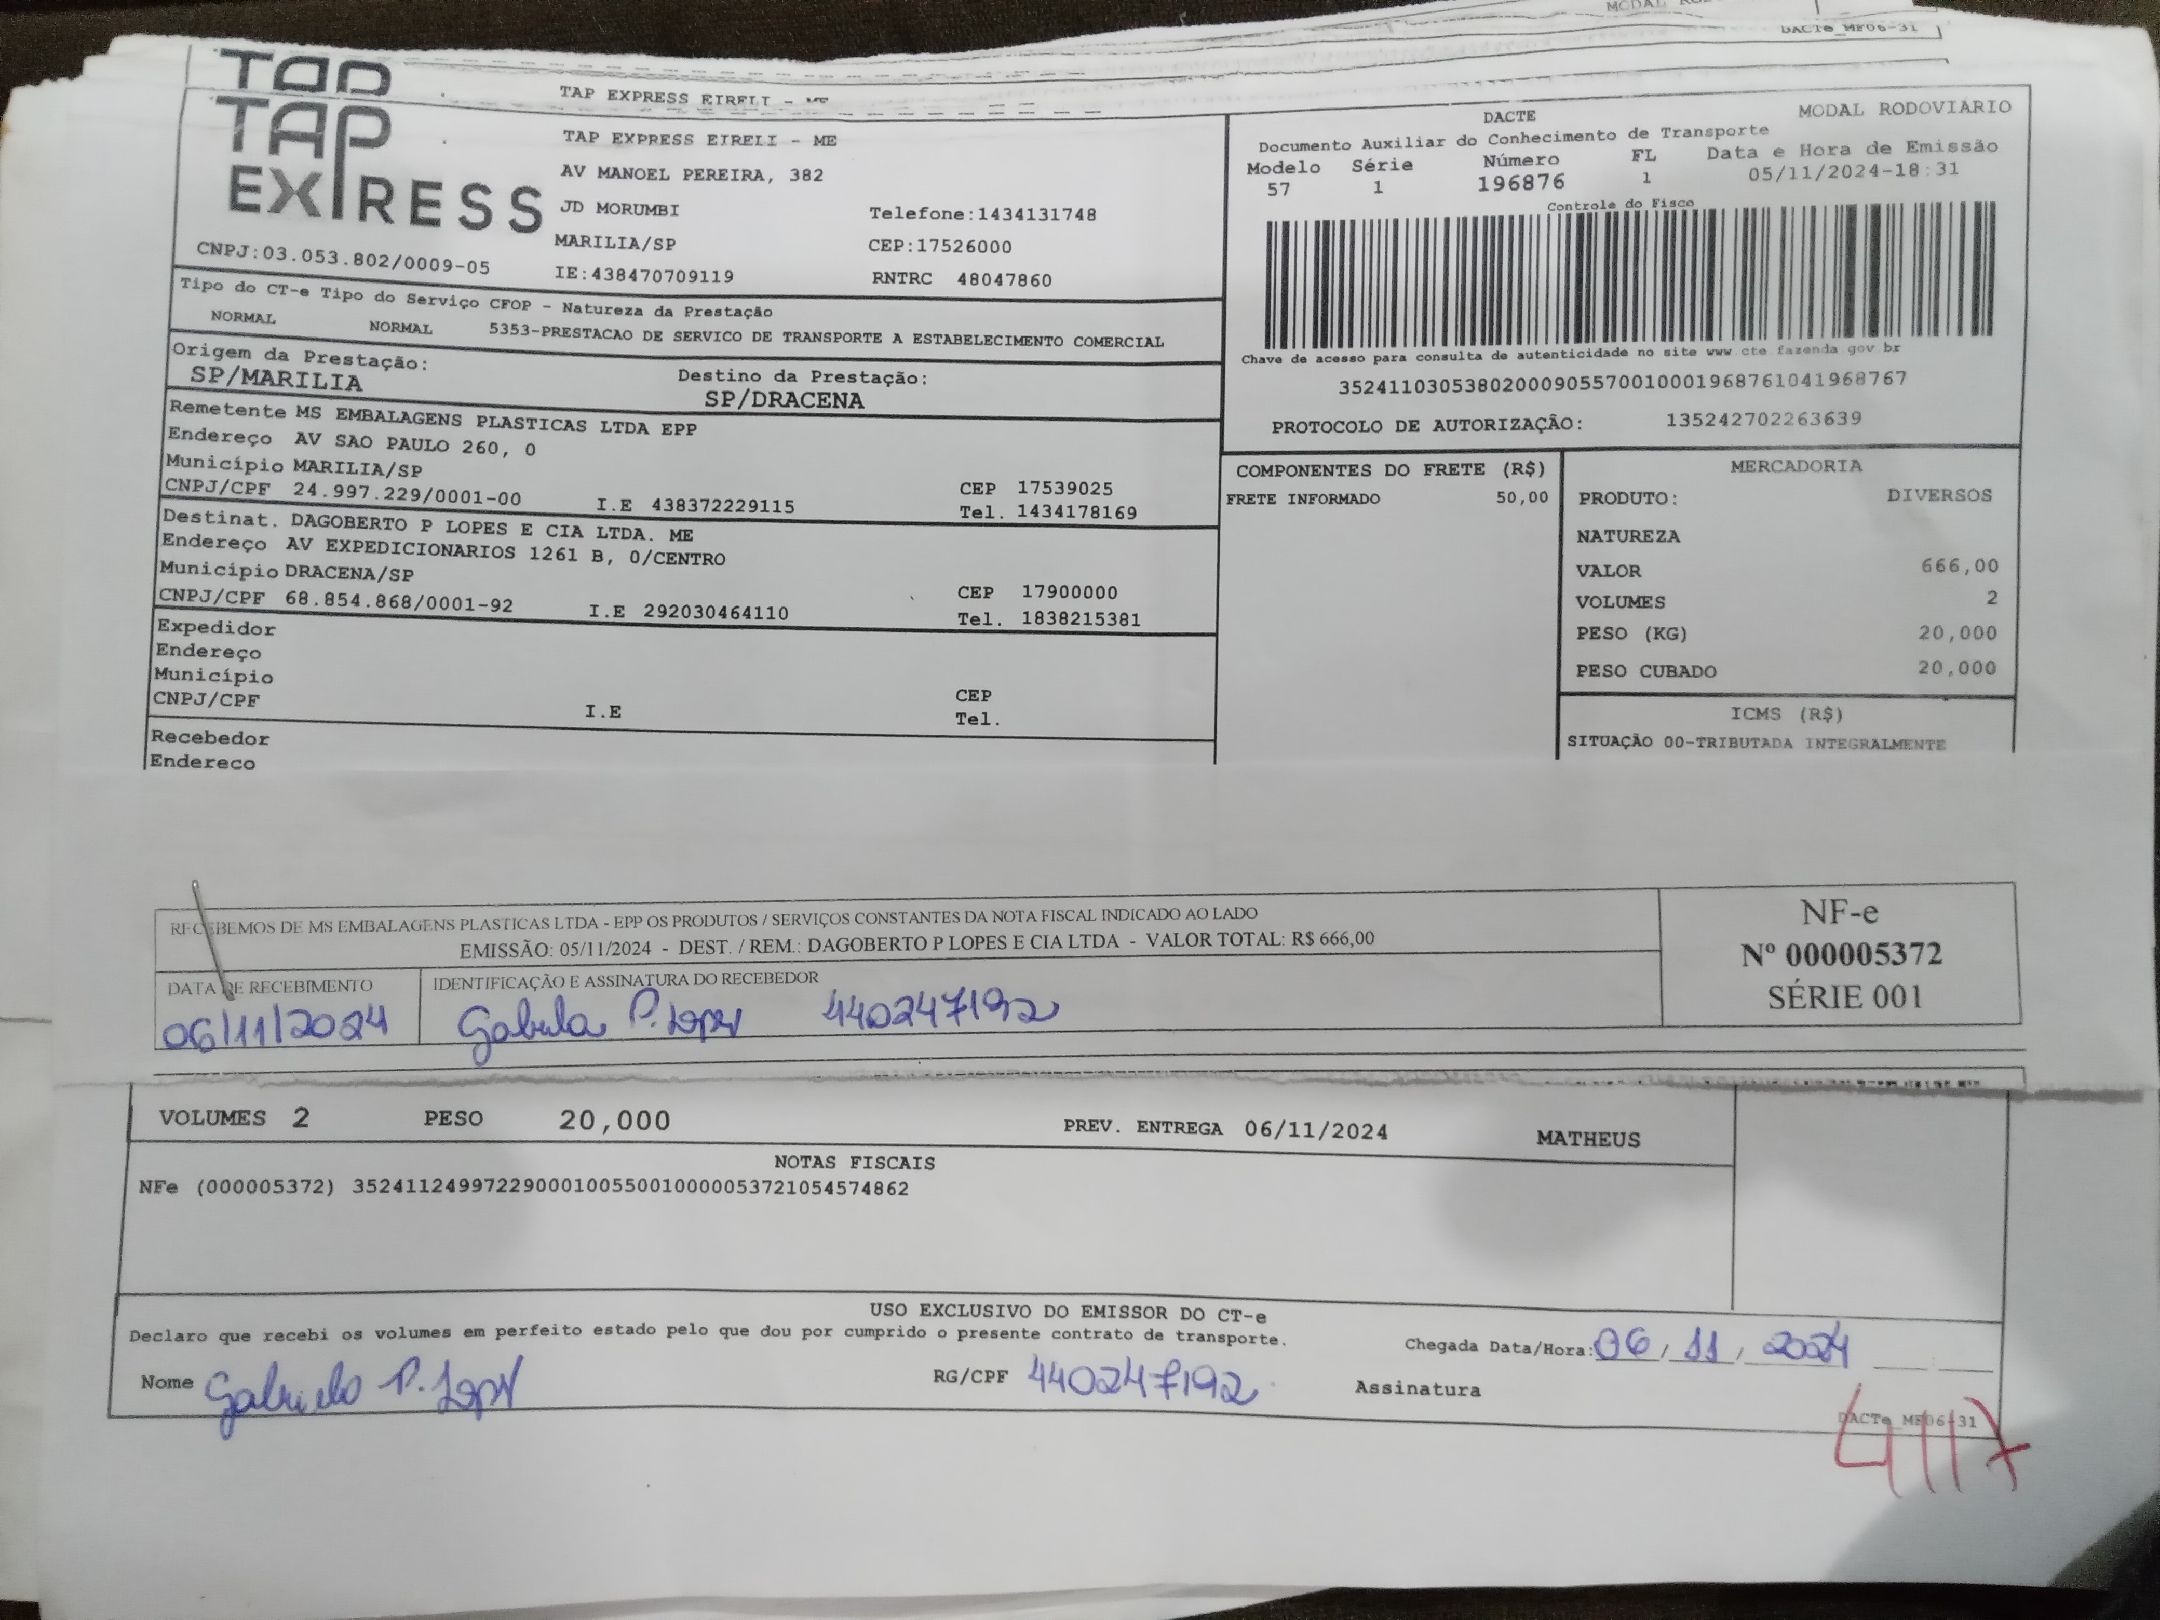 MODAL
DACTe_MF06-31
TAP
TAP EXPRESS EIRELI - ME
TAP
EXPRESS
CNPJ:03.053.802/0009-05
TAP EXPRESS EIRELI - ME
AV MANOEL PEREIRA, 382
JD MORUMBI Telefone:1434131748
MARILIA/SP CEP:17526000
IE:438470709119 RNTRC 48047860
DACTE MODAL RODOVIARIO
Documento Auxiliar do Conhecimento de Transporte
Modelo Série Número FL Data e Hora de Emissão
57 1 196876 1 05/11/2024-18:31
Controle do Fisco
Chave de acesso para consulta de autenticidade no site www.cte.fazenda.gov.br
35241103053802000905570010001968761041968767
PROTOCOLO DE AUTORIZAÇÃO: 135242702263639
Tipo do CT-e Tipo do Serviço CFOP - Natureza da Prestação
NORMAL NORMAL 5353-PRESTACAO DE SERVICO DE TRANSPORTE A ESTABELECIMENTO COMERCIAL
Origem da Prestação: Destino da Prestação:
SP/MARILIA SP/DRACENA
Remetente MS EMBALAGENS PLASTICAS LTDA EPP
Endereço AV SAO PAULO 260, 0
Município MARILIA/SP CEP 17539025
CNPJ/CPF 24.997.229/0001-00 I.E 438372229115 Tel. 1434178169
Destinat. DAGOBERTO P LOPES E CIA LTDA. ME
Endereço AV EXPEDICIONARIOS 1261 B, 0/CENTRO
Município DRACENA/SP CEP 17900000
CNPJ/CPF 68.854.868/0001-92 I.E 292030464110 Tel. 1838215381
Expedidor
Endereço
Município CEP
CNPJ/CPF I.E Tel.
Recebedor
Endereco
COMPONENTES DO FRETE (R$)
FRETE INFORMADO 50,00
MERCADORIA
PRODUTO: DIVERSOS
NATUREZA
VALOR 666,00
VOLUMES 2
PESO (KG) 20,000
PESO CUBADO 20,000
ICMS (R$)
SITUAÇÃO 00-TRIBUTADA INTEGRALMENTE
RECEBEMOS DE MS EMBALAGENS PLASTICAS LTDA - EPP OS PRODUTOS / SERVIÇOS CONSTANTES DA NOTA FISCAL INDICADO AO LADO
EMISSÃO: 05/11/2024 - DEST. / REM.: DAGOBERTO P LOPES E CIA LTDA - VALOR TOTAL: R$ 666,00
NF-e
Nº 000005372
SÉRIE 001
DATA DE RECEBIMENTO IDENTIFICAÇÃO E ASSINATURA DO RECEBEDOR
06/11/2024 Gabriela P. Lopes 440247192
VOLUMES 2 PESO 20,000 PREV. ENTREGA 06/11/2024 MATHEUS
NOTAS FISCAIS
NFe (000005372) 35241124997229000100550010000053721054574862
USO EXCLUSIVO DO EMISSOR DO CT-e
Declaro que recebi os volumes em perfeito estado pelo que dou por cumprido o presente contrato de transporte. Chegada Data/Hora: 06/11/2024
Nome Gabriela P. Lopes RG/CPF 440247192 Assinatura
DACTe_MF06-31
4117